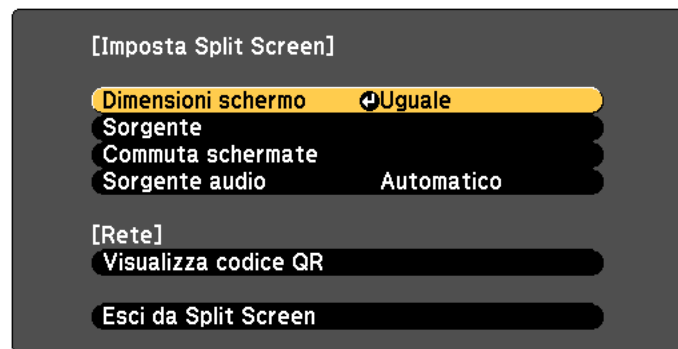 [Imposta Split Screen]
Dimensioni schermo Uguale
Sorgente
Commuta schermate
Sorgente audio Automatico
[Rete]
Visualizza codice QR
Esci da Split Screen